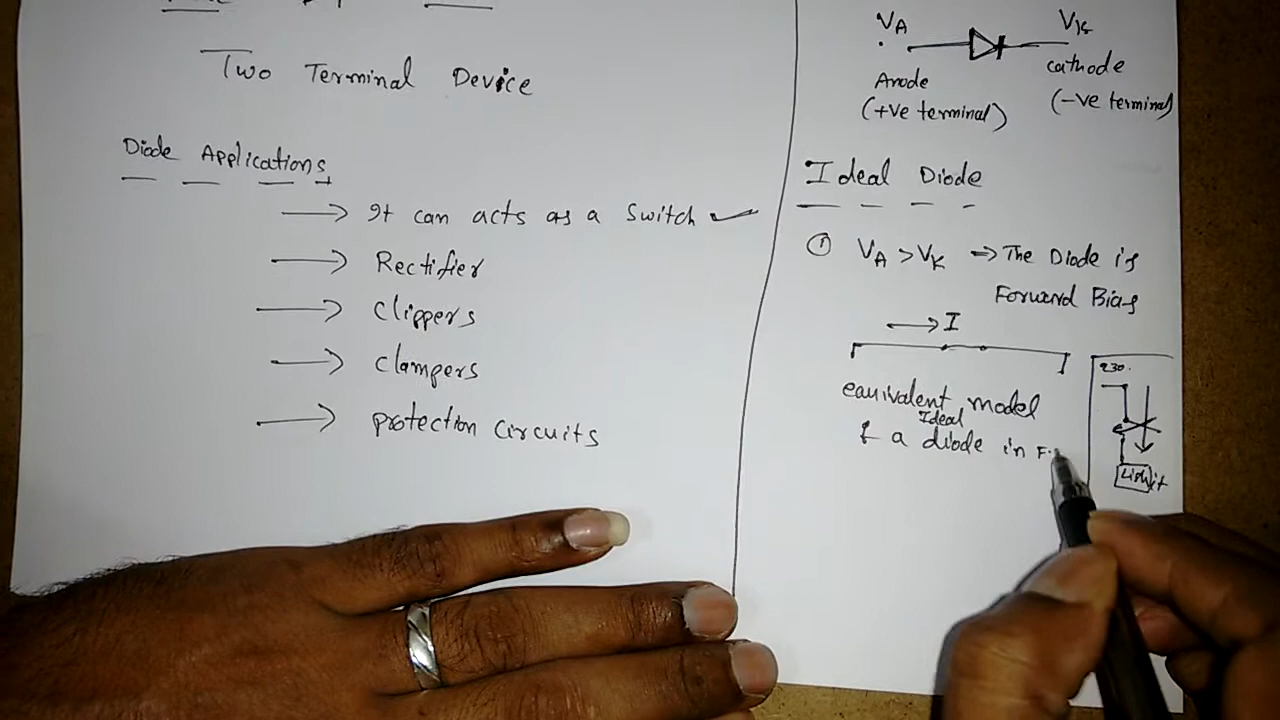 Two Terminal Device
Diode Applications
→ It can acts as a Switch ✓
→ Rectifier
→ Clippers
→ Clampers
→ protection Circuits
VA VK
Anode cathode
(+ve terminal) (-ve terminal)
Ideal Diode
① VA > VK ⇒ The Diode is
Forward Bias
→ I
equivalent model
Ideal
of a diode in F
230.